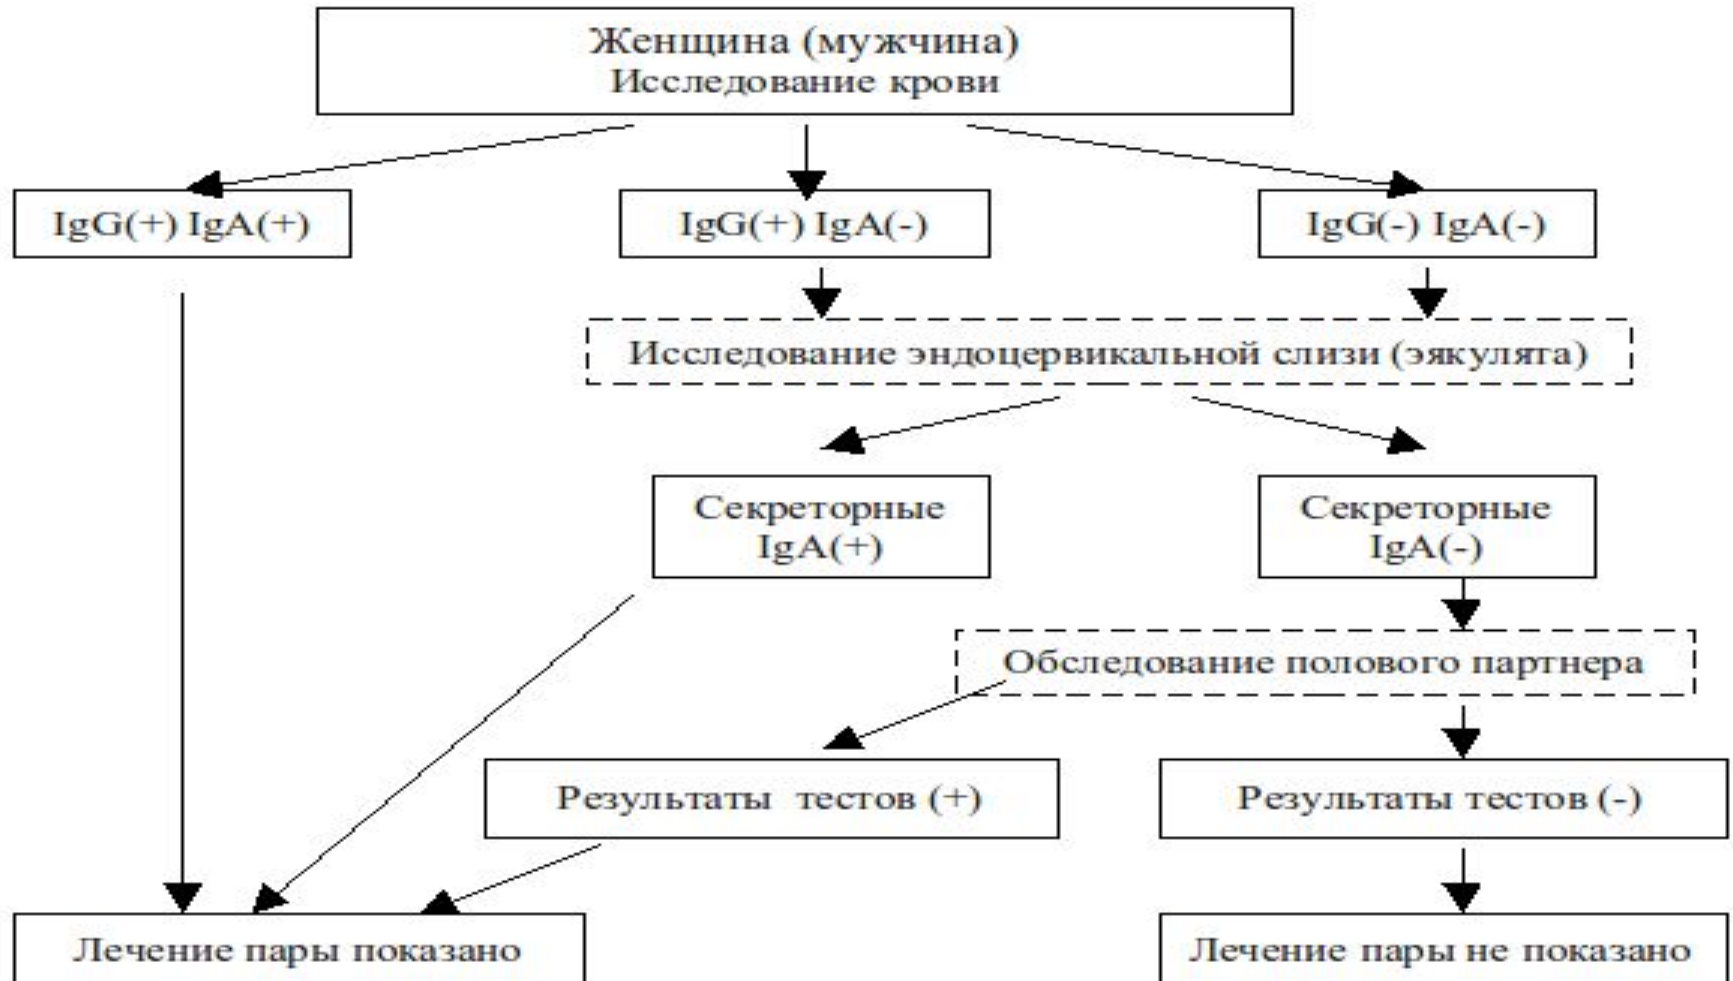 Женщина (мужчина)
Исследование крови
IgG(+) IgA(+)
IgG(+) IgA(-)
IgG(-) IgA(-)
Исследование эндоцервикальной слизи (эякулята)
Секреторные
IgA(+)
Секреторные
IgA(-)
Обследование полового партнера
Результаты тестов (+)
Результаты тестов (-)
Лечение пары показано
Лечение пары не показано